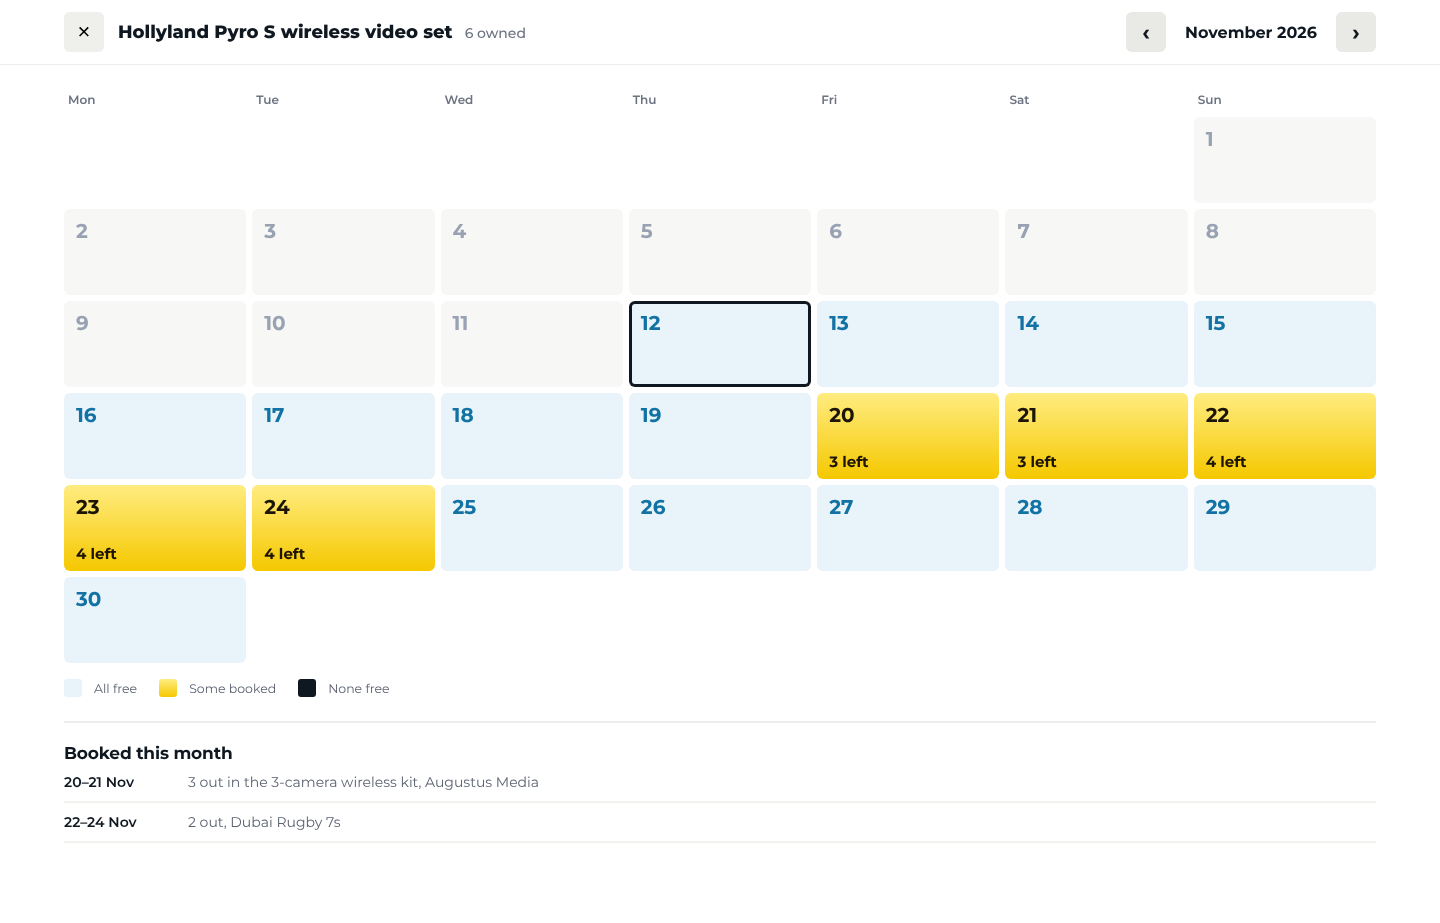 ✕ Hollyland Pyro S wireless video set 6 owned ‹ November 2026 ›
Mon Tue Wed Thu Fri Sat Sun
1
2 3 4 5 6 7 8
9 10 11 12 13 14 15
16 17 18 19 20 21 22
3 left 3 left 4 left
23 24 25 26 27 28 29
4 left 4 left
30
All free Some booked None free
Booked this month
20–21 Nov 3 out in the 3-camera wireless kit, Augustus Media
22–24 Nov 2 out, Dubai Rugby 7s